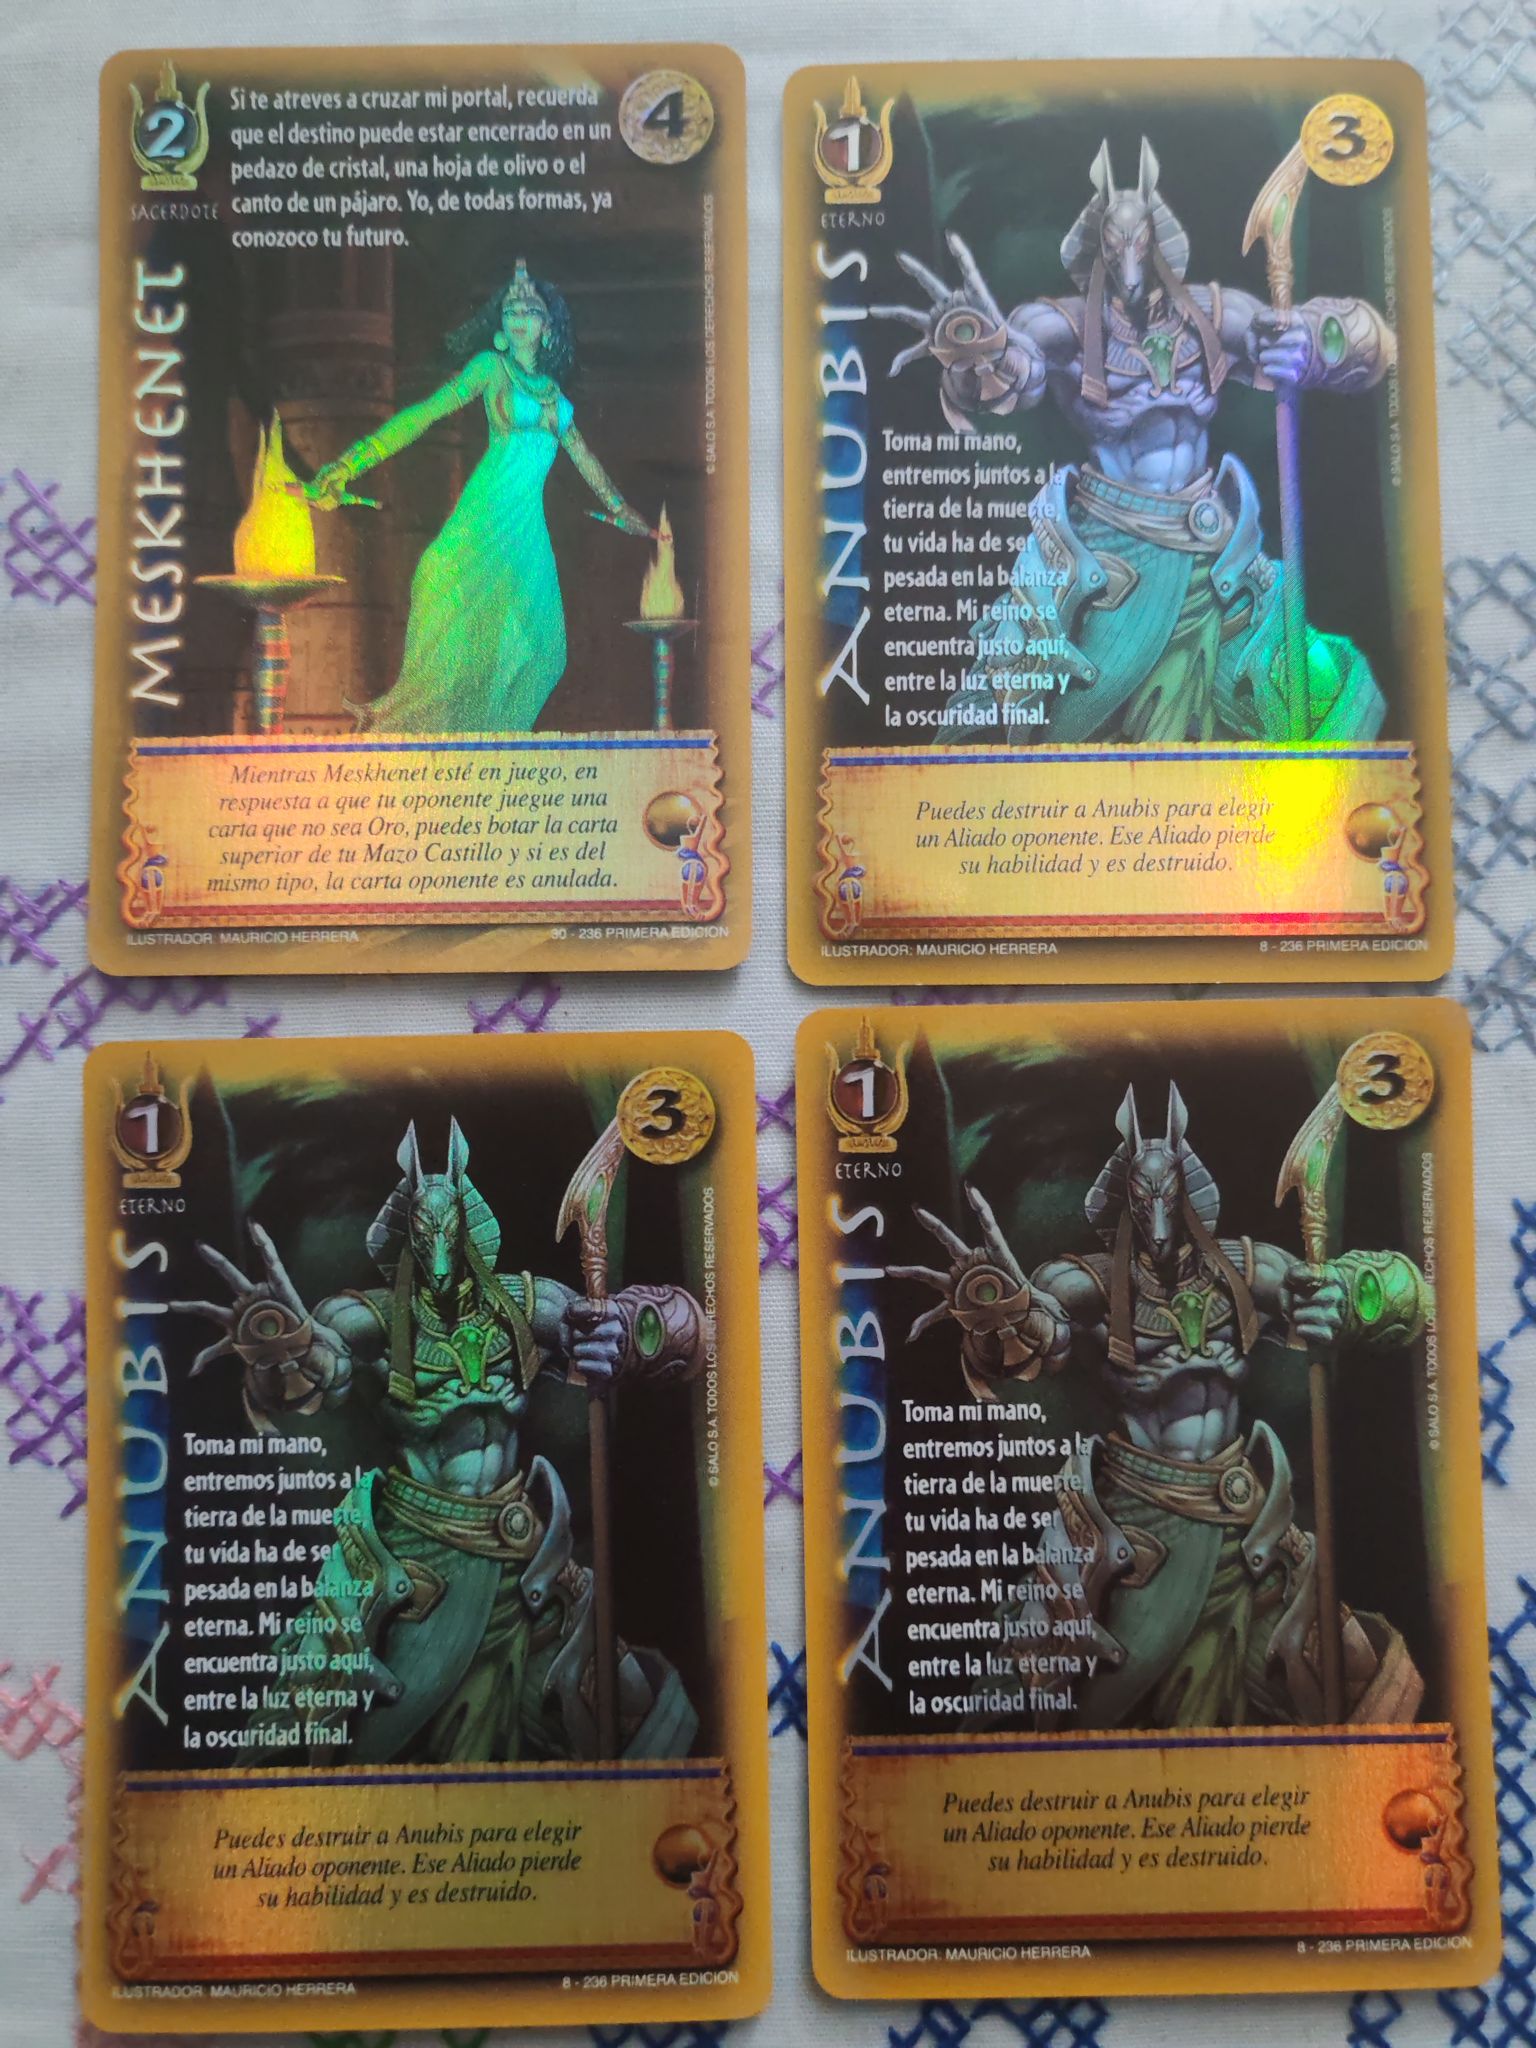 2
SACERDOTE
Si te atreves a cruzar mi portal, recuerda
que el destino puede estar encerrado en un
pedazo de cristal, una hoja de olivo o el
canto de un pájaro. Yo, de todas formas, ya
conozoco tu futuro.
4
MESKHENET
© SALO S.A. TODOS LOS DERECHOS RESERVADOS
Mientras Meskhenet esté en juego, en
respuesta a que tu oponente juegue una
carta que no sea Oro, puedes botar la carta
superior de tu Mazo Castillo y si es del
mismo tipo, la carta oponente es anulada.
ILUSTRADOR: MAURICIO HERRERA
30 - 236 PRIMERA EDICION
1
ETERNO
3
ANUBIS
Toma mi mano,
entremos juntos a la
tierra de la muerte,
tu vida ha de ser
pesada en la balanza
eterna. Mi reino se
encuentra justo aquí,
entre la luz eterna y
la oscuridad final.
© SALO S.A. TODOS LOS DERECHOS RESERVADOS
Puedes destruir a Anubis para elegir
un Aliado oponente. Ese Aliado pierde
su habilidad y es destruido.
ILUSTRADOR: MAURICIO HERRERA
8 - 236 PRIMERA EDICION
1
ETERNO
3
ANUBIS
Toma mi mano,
entremos juntos a la
tierra de la muerte,
tu vida ha de ser
pesada en la balanza
eterna. Mi reino se
encuentra justo aquí,
entre la luz eterna y
la oscuridad final.
© SALO S.A. TODOS LOS DERECHOS RESERVADOS
Puedes destruir a Anubis para elegir
un Aliado oponente. Ese Aliado pierde
su habilidad y es destruido.
ILUSTRADOR: MAURICIO HERRERA
8 - 236 PRIMERA EDICION
1
ETERNO
3
ANUBIS
Toma mi mano,
entremos juntos a la
tierra de la muerte,
tu vida ha de ser
pesada en la balanza
eterna. Mi reino se
encuentra justo aquí,
entre la luz eterna y
la oscuridad final.
© SALO S.A. TODOS LOS DERECHOS RESERVADOS
Puedes destruir a Anubis para elegir
un Aliado oponente. Ese Aliado pierde
su habilidad y es destruido.
ILUSTRADOR: MAURICIO HERRERA
8 - 236 PRIMERA EDICION